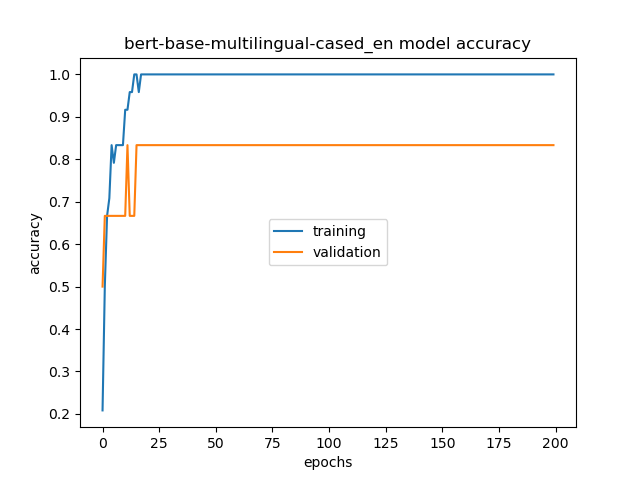 bert-base-multilingual-cased_en model accuracy
1.0
0.9
0.8
0.7
0.6
0.5
0.4
0.3
0.2
accuracy
training
validation
0 25 50 75 100 125 150 175 200
epochs